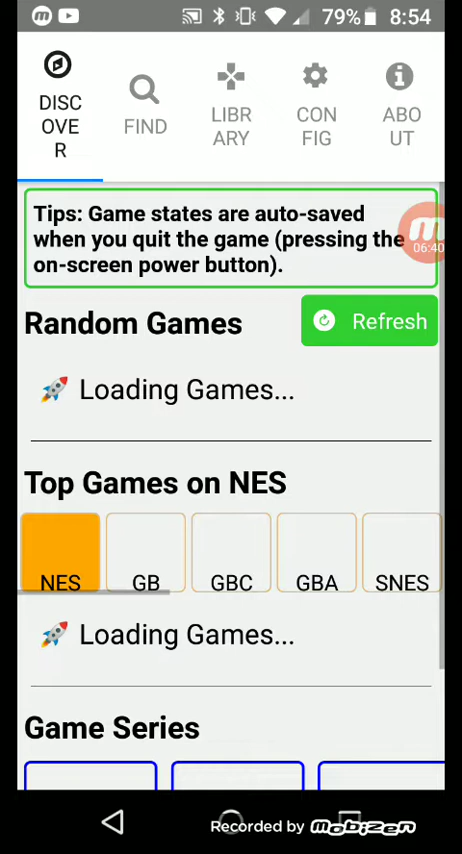 79% 8:54
DISC
OVE
R
FIND
LIBR
ARY
CON
FIG
ABO
UT
Tips: Game states are auto-saved
when you quit the game (pressing the
on-screen power button).
06:40
Random Games
Refresh
🚀 Loading Games...
Top Games on NES
NES GB GBC GBA SNES
🚀 Loading Games...
Game Series
Recorded by mobizen